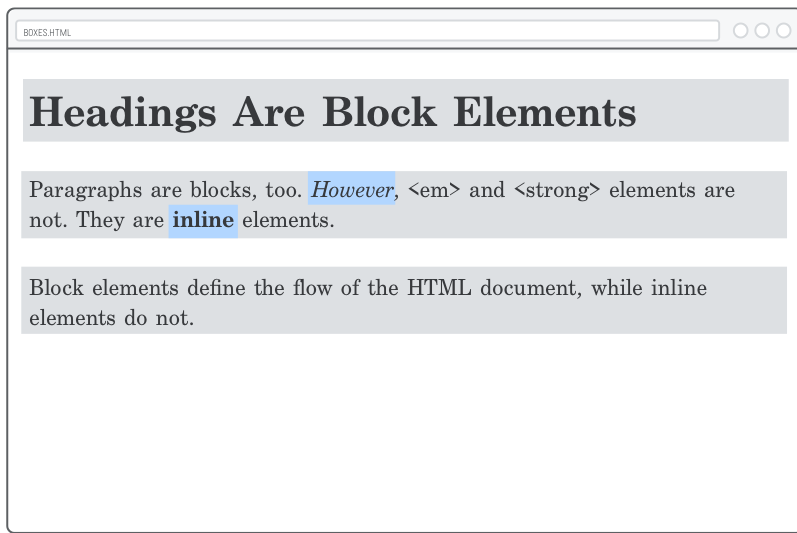 BOXES.HTML
Headings Are Block Elements
Paragraphs are blocks, too. However, <em> and <strong> elements are
not. They are inline elements.
Block elements define the flow of the HTML document, while inline
elements do not.